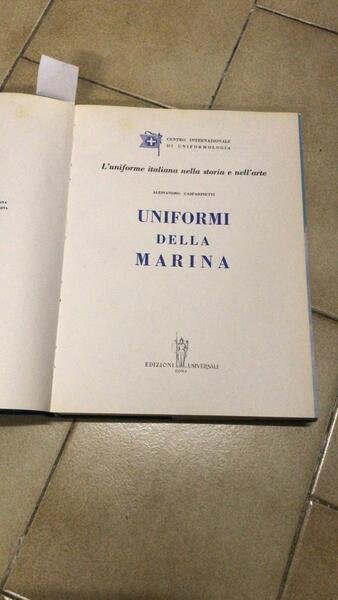 CENTRO INTERNAZIONALE
DI UNIFORMOLOGIA
L'uniforme italiana nella storia e nell'arte
ALESSANDRO GASPARINETTI
UNIFORMI
DELLA
MARINA
EDIZIONI UNIVERSALI
ROMA